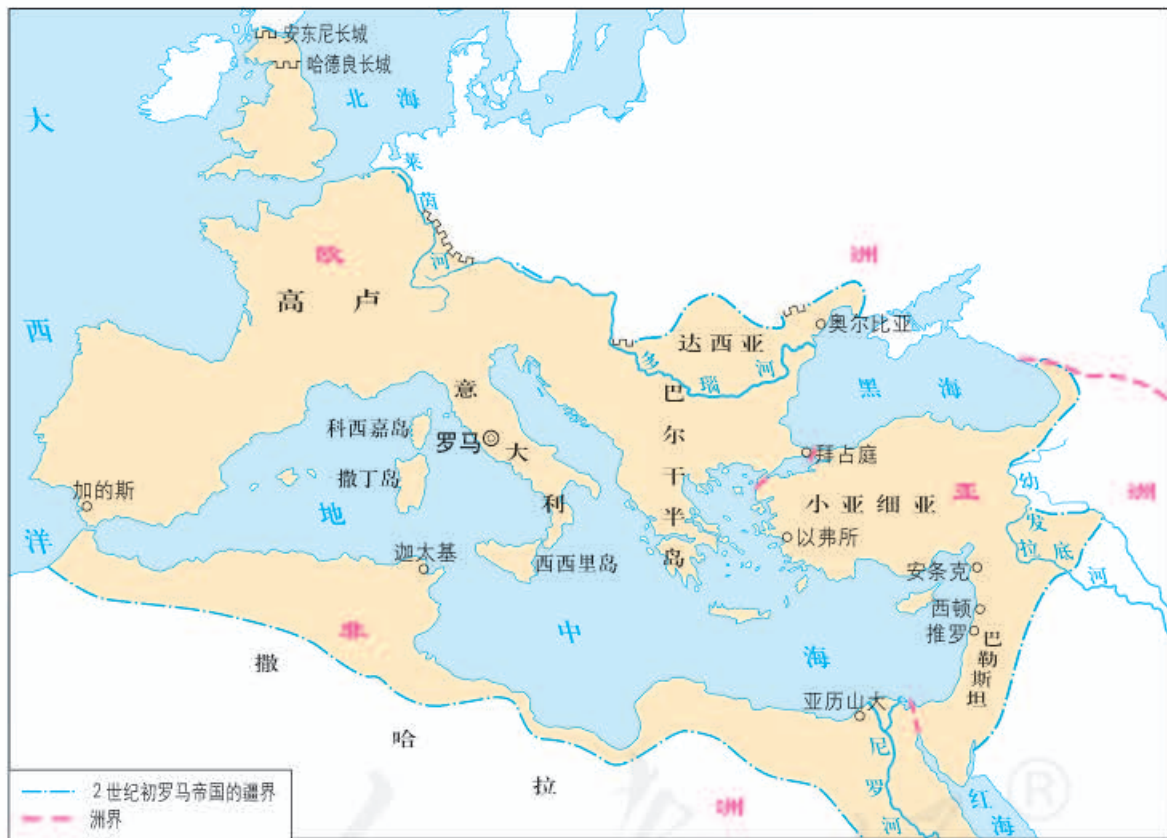 安东尼长城
哈德良长城
北海
大西洋
莱茵河
欧洲
高卢
达西亚
多瑙河
奥尔比亚
黑海
意大利
罗马
科西嘉岛
撒丁岛
巴尔干半岛
拜占庭
小亚细亚
亚洲
幼发拉底河
加的斯
地中海
迦太基
西西里岛
以弗所
安条克
西顿
推罗
巴勒斯坦
非洲
撒哈拉
亚历山大
尼罗河
红海
2世纪初罗马帝国的疆界
洲界
®